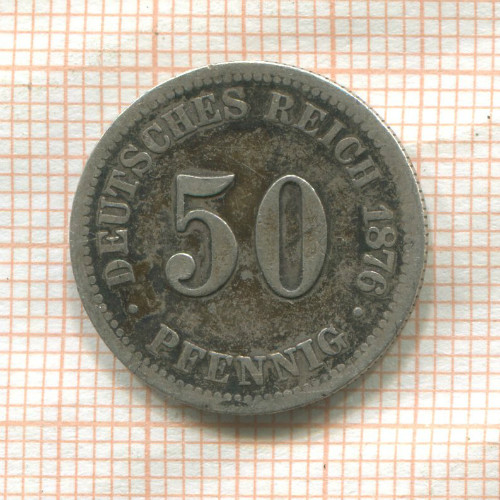 DEUTSCHES REICH 1876
50
PFENNIG